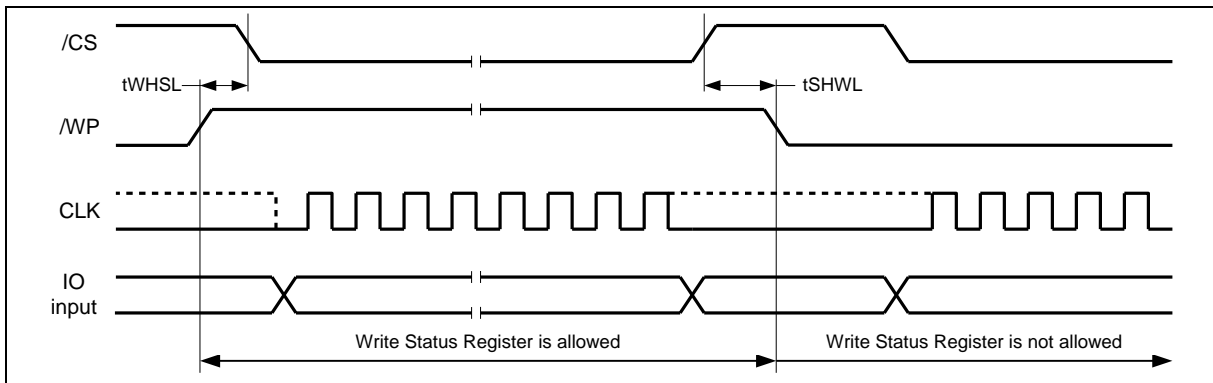 /CS
tWHSL
tSHWL
/WP
CLK
IO
input
Write Status Register is allowed
Write Status Register is not allowed